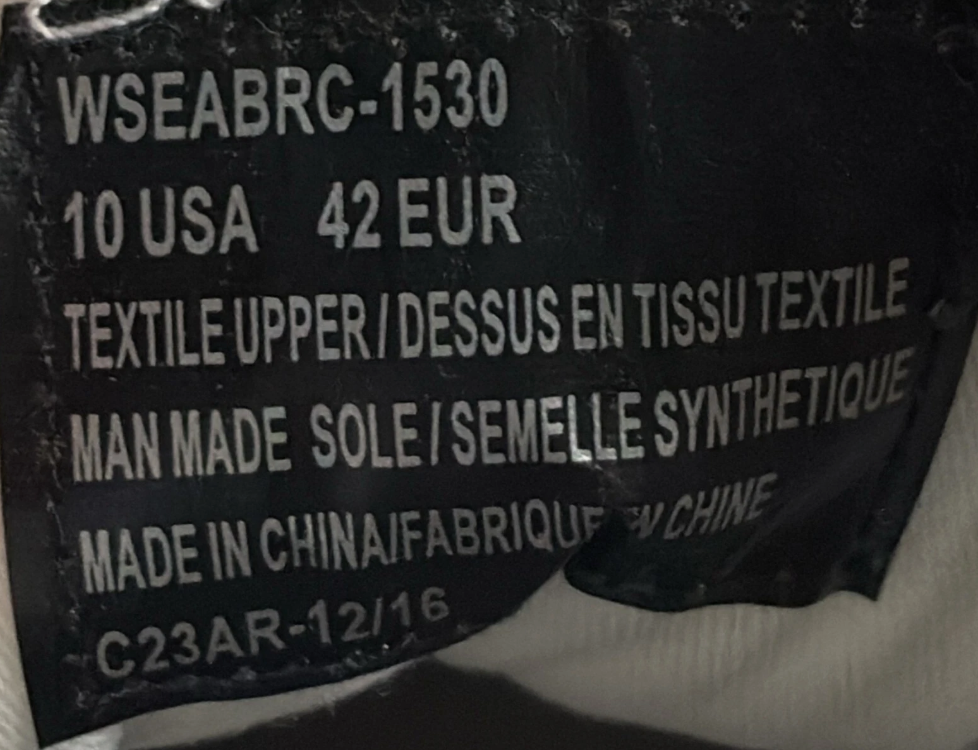 WSEABRC-1530
10 USA 42 EUR
TEXTILE UPPER / DESSUS EN TISSU TEXTILE
MAN MADE SOLE / SEMELLE SYNTHETIQUE
MADE IN CHINA/FABRIQUE EN CHINE
C23AR-12/16